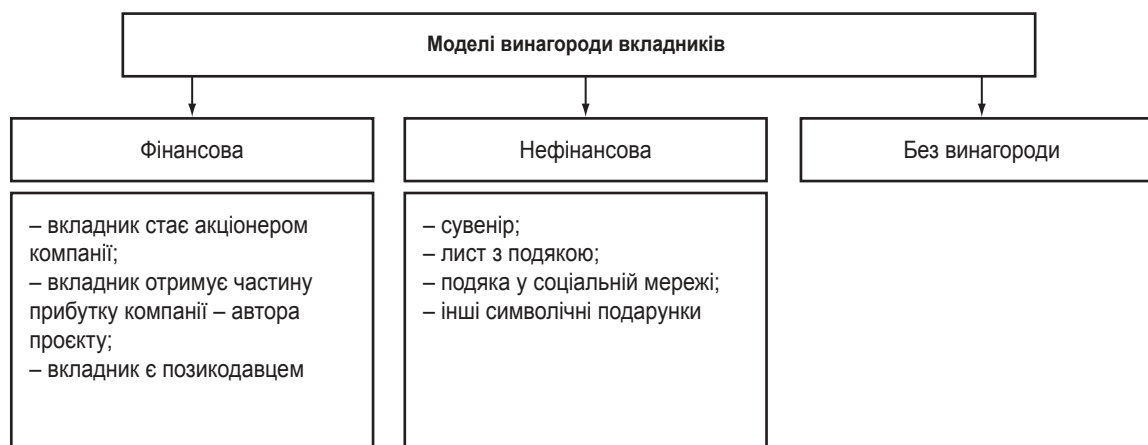 Моделі винагороди вкладників
Фінансова
Нефінансова
Без винагороди
– вкладник стає акціонером
компанії;
– вкладник отримує частину
прибутку компанії – автора
проєкту;
– вкладник є позикодавцем
– сувенір;
– лист з подякою;
– подяка у соціальній мережі;
– інші символічні подарунки